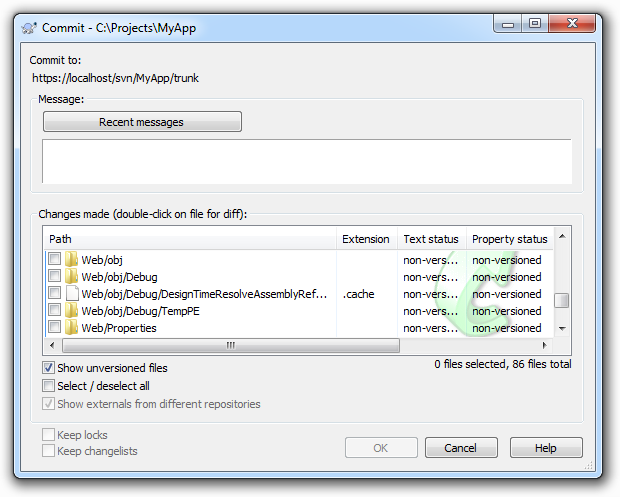 Commit - C:\Projects\MyApp
Commit to:
https://localhost/svn/MyApp/trunk
Message:
Recent messages
Changes made (double-click on file for diff):
Path Extension Text status Property status
Web/obj non-vers... non-versioned
Web/obj/Debug non-vers... non-versioned
Web/obj/Debug/DesignTimeResolveAssemblyRef... .cache non-vers... non-versioned
Web/obj/Debug/TempPE non-vers... non-versioned
Web/Properties non-vers... non-versioned
Show unversioned files 0 files selected, 86 files total
Select / deselect all
Show externals from different repositories
Keep locks
Keep changelists
OK Cancel Help